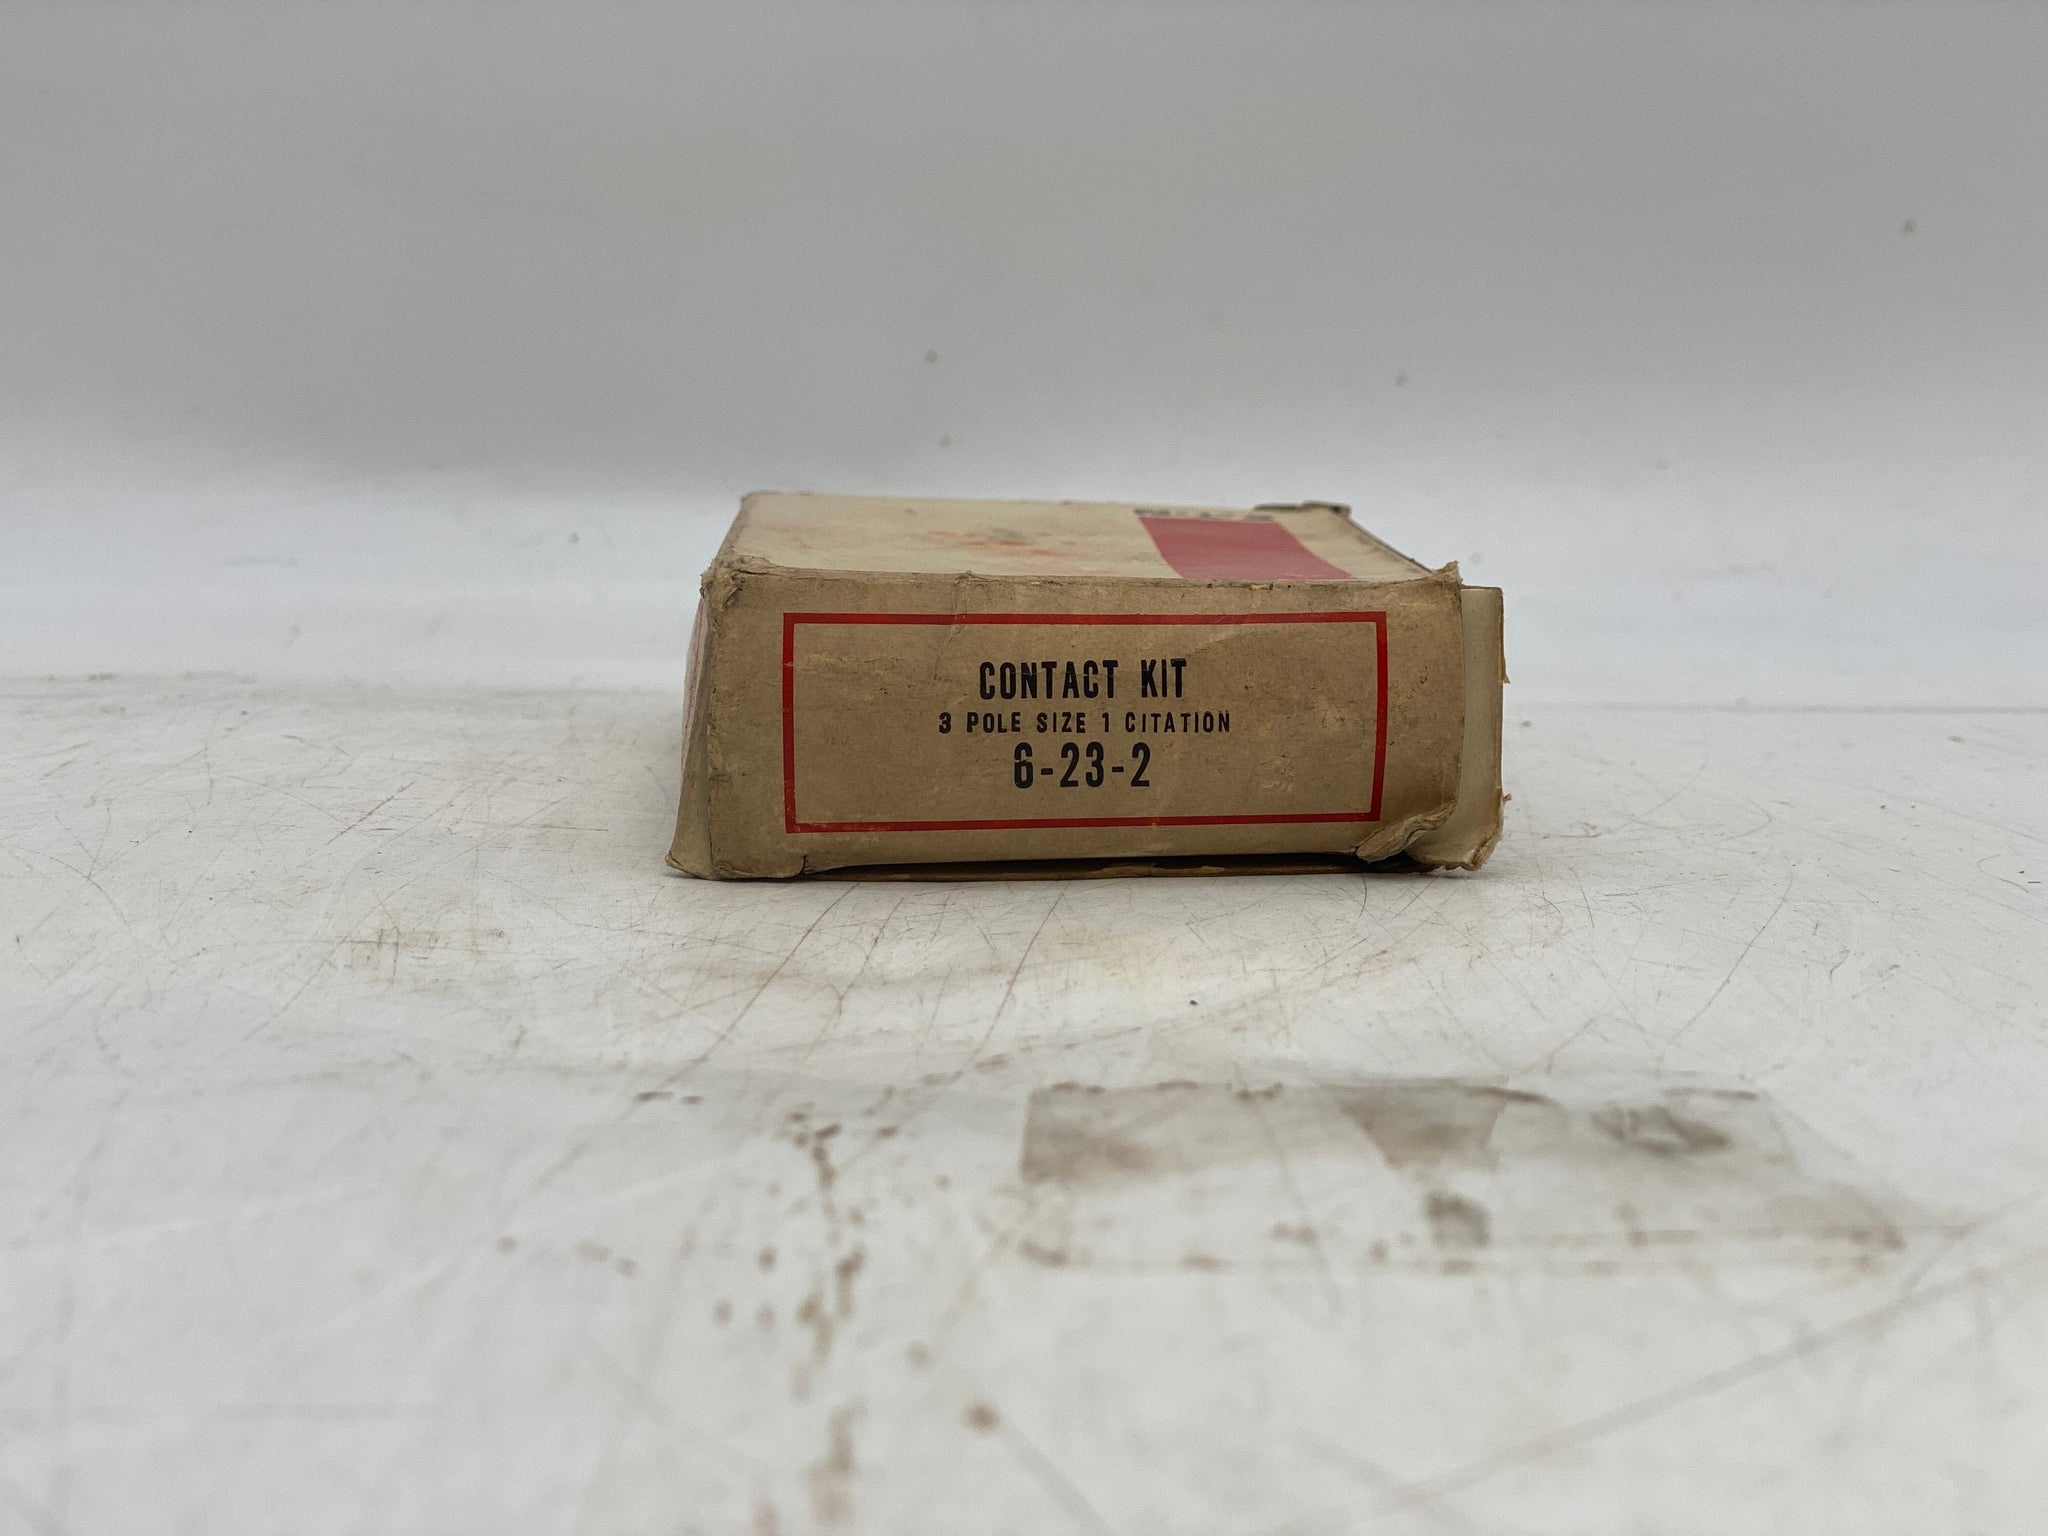 CONTACT KIT
3 POLE SIZE 1 CITATION
6-23-2